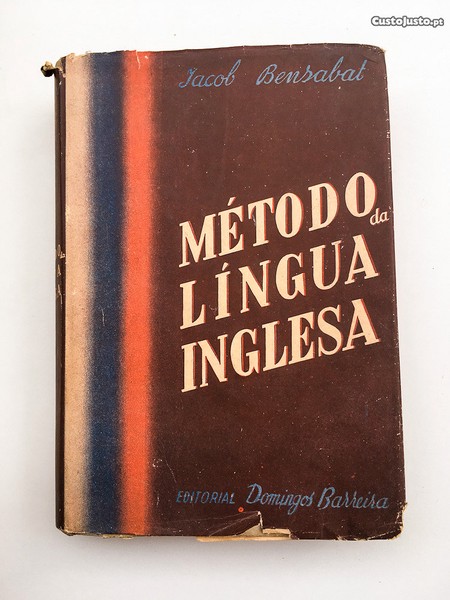 CustoJusto.pt
Jacob Bensabat
MÉTODO da
LÍNGUA
INGLESA
EDITORIAL Domingos Barreira